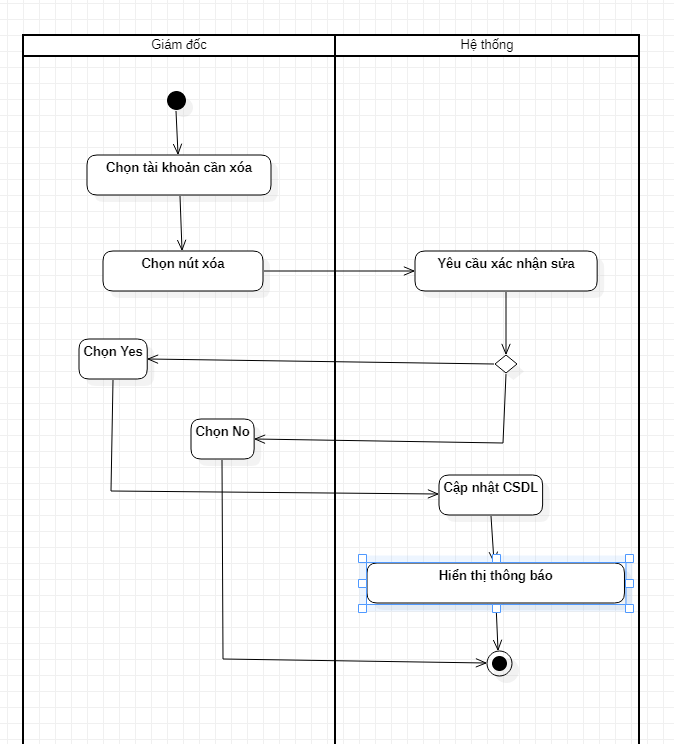 Giám đốc
Hệ thống
Chọn tài khoản cần xóa
Chọn nút xóa
Yêu cầu xác nhận sửa
Chọn Yes
Chọn No
Cập nhật CSDL
Hiển thị thông báo